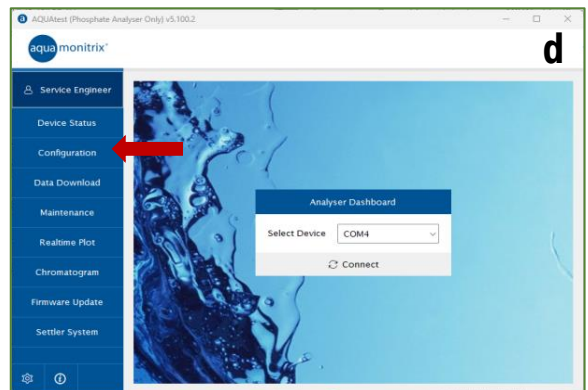 AQUAtest (Phosphate Analyser Only) v5.100.2
aqua monitrix
d
Service Engineer
Device Status
Configuration
Data Download
Maintenance
Realtime Plot
Chromatogram
Firmware Update
Settler System
Analyser Dashboard
Select Device COM4
Connect